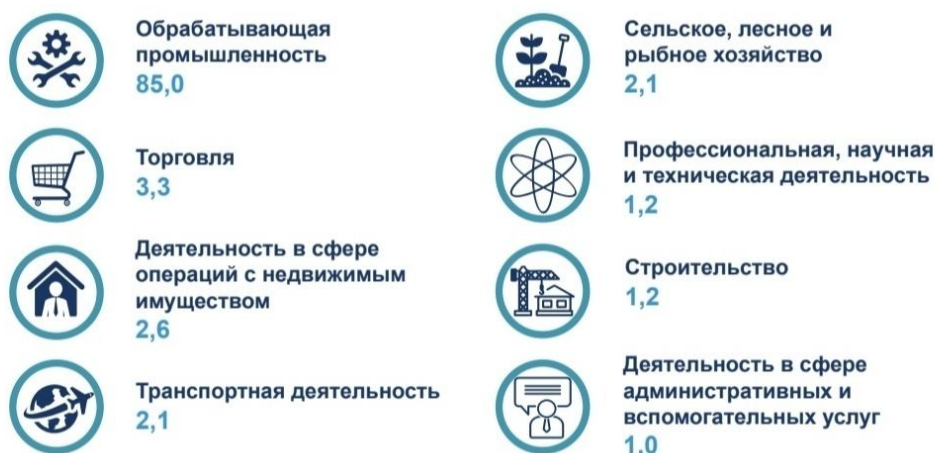 Обрабатывающая
промышленность
85,0
Торговля
3,3
Деятельность в сфере
операций с недвижимым
имуществом
2,6
Транспортная деятельность
2,1
Сельское, лесное и
рыбное хозяйство
2,1
Профессиональная, научная
и техническая деятельность
1,2
Строительство
1,2
Деятельность в сфере
административных и
вспомогательных услуг
1,0